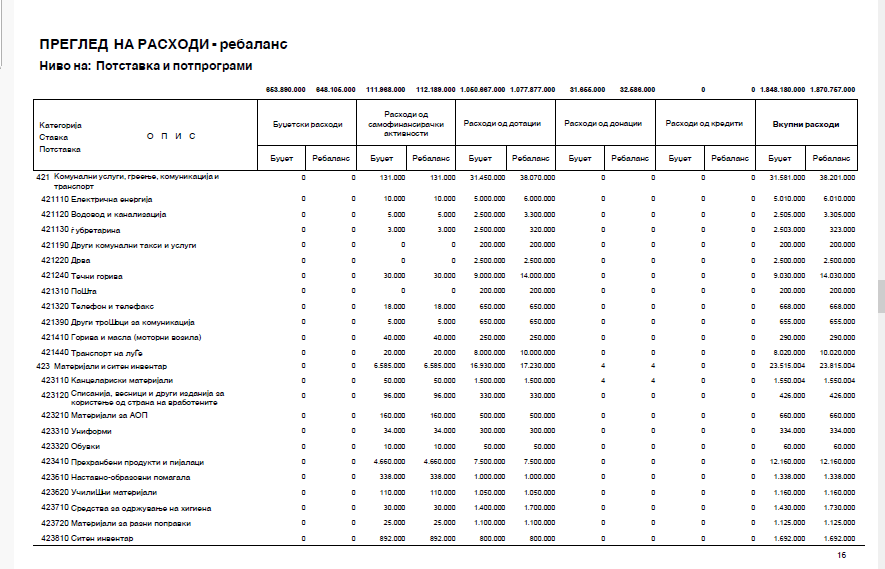 ПРЕГЛЕД НА РАСХОДИ - ребаланс
Ниво на: Потставка и потпрограми
653.890.000 648.105.000 111.968.000 112.189.000 1.050.667.000 1.077.877.000 31.655.000 32.586.000 0 0 1.848.180.000 1.870.757.000
Категорија
Ставка
Потставка
О П И С
Буџетски расходи
Расходи од самофинансирачки активности
Расходи од дотации
Расходи од донации
Расходи од кредити
Вкупни расходи
Буџет Ребаланс Буџет Ребаланс Буџет Ребаланс Буџет Ребаланс Буџет Ребаланс Буџет Ребаланс
421 Комунални услуги, греење, комуникација и транспорт 0 0 131.000 131.000 31.450.000 38.070.000 0 0 0 0 31.581.000 38.201.000
421110 Електрична енергија 0 0 10.000 10.000 5.000.000 6.000.000 0 0 0 0 5.010.000 6.010.000
421120 Водовод и канализација 0 0 5.000 5.000 2.500.000 3.300.000 0 0 0 0 2.505.000 3.305.000
421130 ѓ убретарина 0 0 3.000 3.000 2.500.000 320.000 0 0 0 0 2.503.000 323.000
421190 Други комунални такси и услуги 0 0 0 0 200.000 200.000 0 0 0 0 200.000 200.000
421220 Дрва 0 0 0 0 2.500.000 2.500.000 0 0 0 0 2.500.000 2.500.000
421240 Течни горива 0 0 30.000 30.000 9.000.000 14.000.000 0 0 0 0 9.030.000 14.030.000
421310 ПоШта 0 0 0 0 200.000 200.000 0 0 0 0 200.000 200.000
421320 Телефон и телефакс 0 0 18.000 18.000 650.000 650.000 0 0 0 0 668.000 668.000
421390 Други троШоци за комуникација 0 0 5.000 5.000 650.000 650.000 0 0 0 0 655.000 655.000
421410 Горива и масла (моторни возила) 0 0 40.000 40.000 250.000 250.000 0 0 0 0 290.000 290.000
421440 Транспорт на луЃе 0 0 20.000 20.000 8.000.000 10.000.000 0 0 0 0 8.020.000 10.020.000
423 Материјали и ситен инвентар 0 0 6.585.000 6.585.000 16.930.000 17.230.000 4 4 0 0 23.515.004 23.815.004
423110 Канцелариски материјали 0 0 50.000 50.000 1.500.000 1.500.000 4 4 0 0 1.550.004 1.550.004
423120 Списанија, весници и други изданија за користење од страна на вработените 0 0 96.000 96.000 330.000 330.000 0 0 0 0 426.000 426.000
423210 Материјали за АОП 0 0 160.000 160.000 500.000 500.000 0 0 0 0 660.000 660.000
423310 Униформи 0 0 34.000 34.000 300.000 300.000 0 0 0 0 334.000 334.000
423320 Обувки 0 0 10.000 10.000 50.000 50.000 0 0 0 0 60.000 60.000
423410 Прехранбени продукти и пијалаци 0 0 4.660.000 4.660.000 7.500.000 7.500.000 0 0 0 0 12.160.000 12.160.000
423610 Наставно-образовни помагала 0 0 338.000 338.000 1.000.000 1.000.000 0 0 0 0 1.338.000 1.338.000
423620 УчилиШни материјали 0 0 110.000 110.000 1.050.000 1.050.000 0 0 0 0 1.160.000 1.160.000
423710 Средства за одржување на хигиена 0 0 30.000 30.000 1.400.000 1.700.000 0 0 0 0 1.430.000 1.730.000
423720 Материјали за разни поправки 0 0 25.000 25.000 1.100.000 1.100.000 0 0 0 0 1.125.000 1.125.000
423810 Ситен инвентар 0 0 892.000 892.000 800.000 800.000 0 0 0 0 1.692.000 1.692.000
16